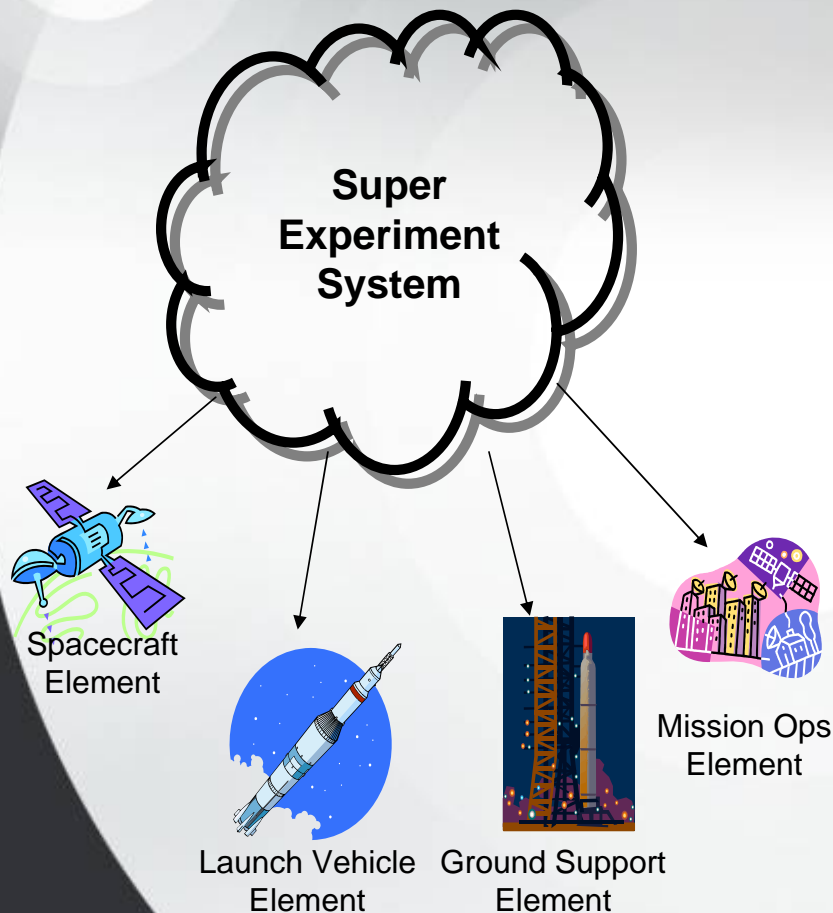 Super
Experiment
System
Spacecraft
Element
Mission Ops
Element
Launch Vehicle
Element
Ground Support
Element